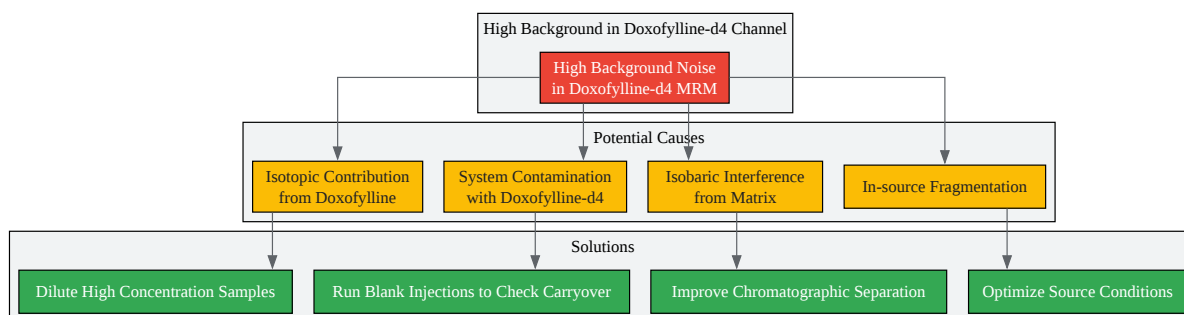 High Background in Doxofylline-d4 Channel
High Background Noise
in Doxofylline-d4 MRM
Potential Causes
Isotopic Contribution
from Doxofylline
System Contamination
with Doxofylline-d4
Isobaric Interference
from Matrix
In-source Fragmentation
Solutions
Dilute High Concentration Samples
Run Blank Injections to Check Carryover
Improve Chromatographic Separation
Optimize Source Conditions